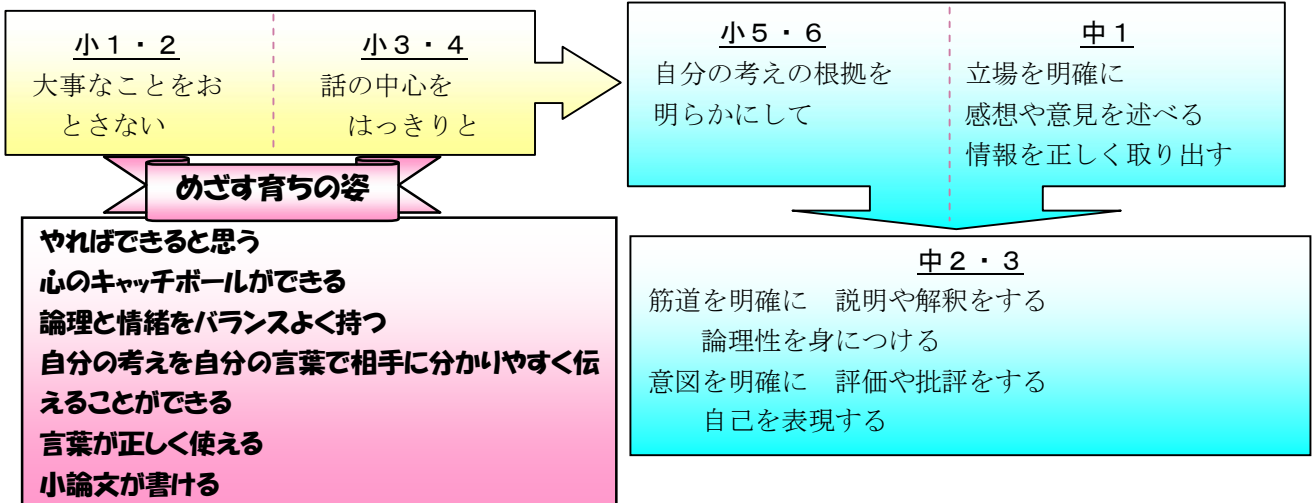 小1・2
大事なことをお
とさない
小3・4
話の中心を
はっきりと
小5・6
自分の考えの根拠を
明らかにして
中1
立場を明確に
感想や意見を述べる
情報を正しく取り出す
めざす育ちの姿
やればできると思う
心のキャッチボールができる
論理と情緒をバランスよく持つ
自分の考えを自分の言葉で相手に分かりやすく伝
えることができる
言葉が正しく使える
小論文が書ける
中2・3
筋道を明確に　説明や解釈をする
論理性を身につける
意図を明確に　評価や批評をする
自己を表現する